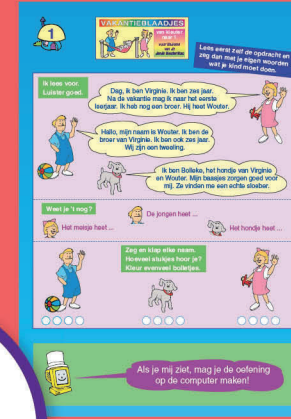 1
VAKANTIEBLAADJES
Lees eerst zelf de opdracht en
zeg dan met je eigen woorden
wat je kind moet doen.
Ik lees voor.
Luister goed.
Dag, ik ben Virginie. Ik ben zes jaar.
Na de vakantie mag ik naar het eerste
leerjaar. Ik heb nog een broer. Hij heet Wouter.
Hallo, mijn naam is Wouter. Ik ben de
broer van Virginie. Ik ben ook zes jaar.
Wij zijn een tweeling.
Ik ben Bolleke, het hondje van Virginie
en Wouter. Mijn baasjes zorgen goed voor
mij. Ze vinden me een echte sloeber.
Weet je 't nog?
De jongen heet ...
Het meisje heet ...
Het hondje heet ...
Zeg en klap elke naam.
Hoeveel stukjes hoor je?
Kleur evenveel bolletjes.
Als je mij ziet, mag je de oefening
op de computer maken!